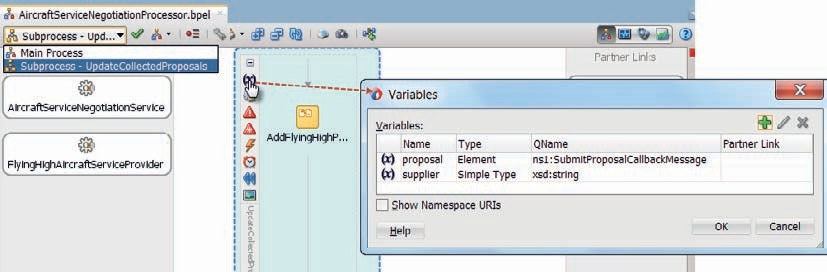 AircraftServiceNegotiationProcessor.bpel
Subprocess - Upd...
Main Process
Subprocess - UpdateCollectedProposals
Partner Links
AircraftServiceNegotiationService
FlyingHighAircraftServiceProvider
AddFlyingHighP...
UpdateCollectedPro
Variables
Variables:
Name Type QName Partner Link
(x) proposal Element ns1:SubmitProposalCallbackMessage
(x) supplier Simple Type xsd:string
Show Namespace URIs
Help OK Cancel